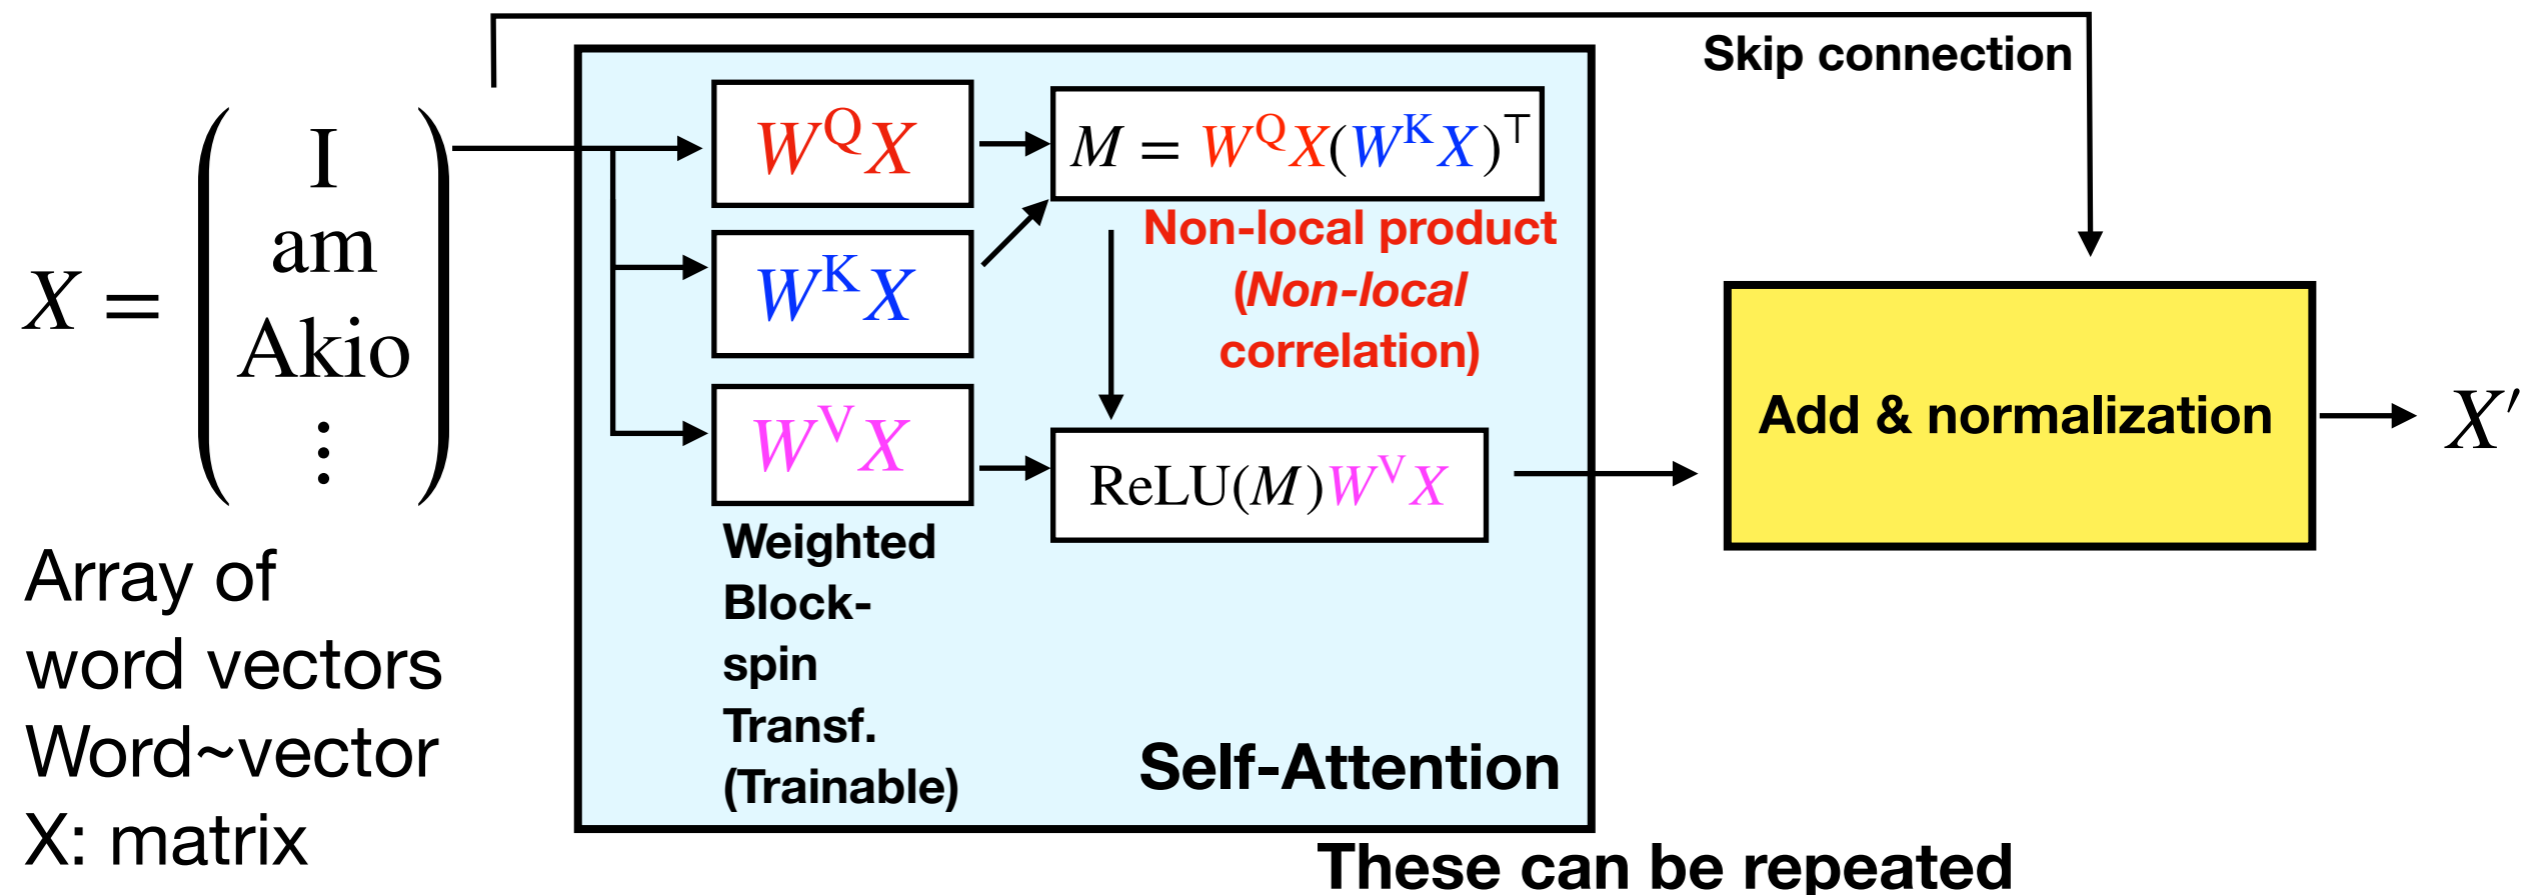 Skip connection
X =
I
am
Akio
⋮
W^Q X
W^K X
W^V X
M = W^Q X(W^K X)^⊤
Non-local product
(Non-local
correlation)
ReLU(M)W^V X
Weighted
Block-
spin
Transf.
(Trainable)
Self-Attention
Add & normalization
X′
Array of
word vectors
Word~vector
X: matrix
These can be repeated